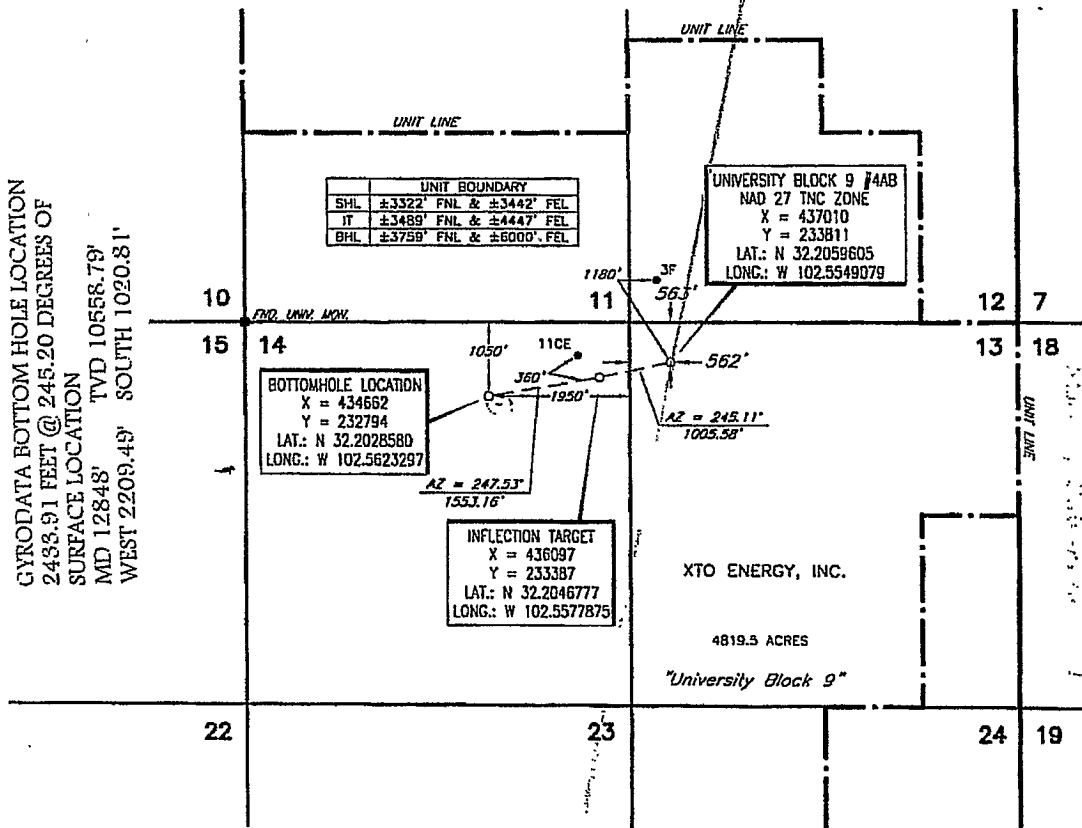 UNIT LINE
UNIT LINE
UNIT BOUNDARY
SHL ±3322' FNL & ±3442' FEL
IT ±3489' FNL & ±4447' FEL
BHL ±3759' FNL & ±6000' FEL
UNIVERSITY BLOCK 9 #4AB
NAD 27 TNC ZONE
X = 437010
Y = 233811
LAT.: N 32.2059605
LONG.: W 102.5549079
GYRODATA BOTTOM HOLE LOCATION
2433.91 FEET @ 245.20 DEGREES OF
SURFACE LOCATION
MD 12848' TVD 10558.79'
WEST 2209.49' SOUTH 1020.81'
1180'
3F
563'
10
11
12
7
FND. UNIV. MON.
15
14
13
18
1050'
11CE
562'
360'
1950'
BOTTOMHOLE LOCATION
X = 434662
Y = 232794
LAT.: N 32.2028580
LONG.: W 102.5623297
AZ = 245.11'
1005.58'
UNIT LINE
AZ = 247.53'
1553.16'
INFLECTION TARGET
X = 436097
Y = 233387
LAT.: N 32.2046777
LONG.: W 102.5577875
XTO ENERGY, INC.
4819.5 ACRES
"University Block 9"
22
23
24
19